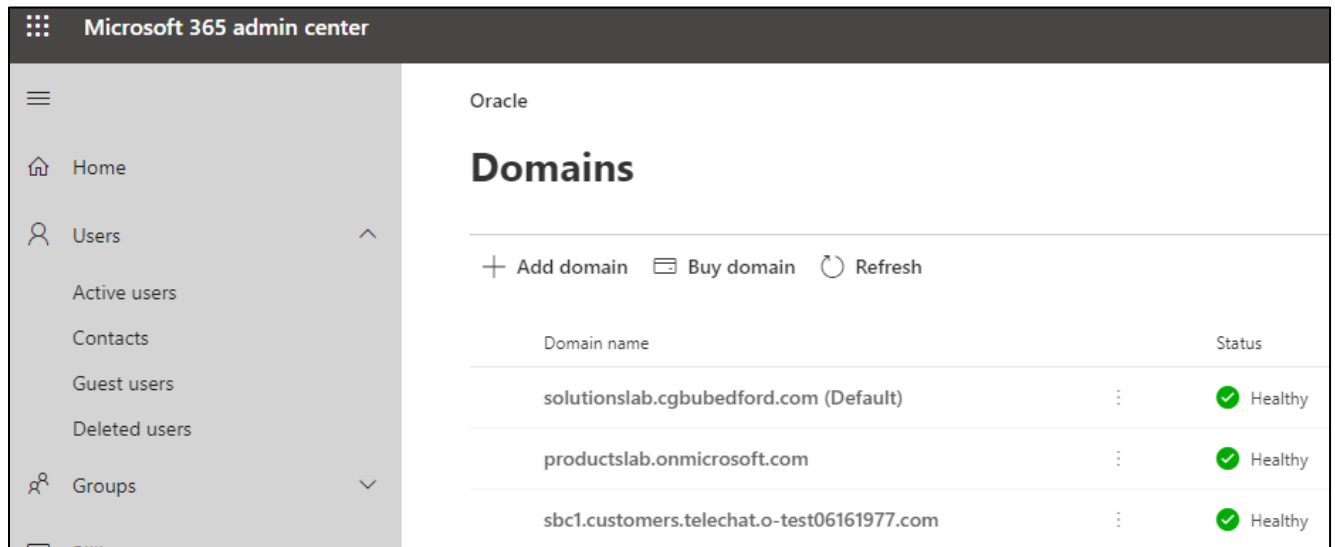 Microsoft 365 admin center
Oracle
Home
Domains
Users
Add domain Buy domain Refresh
Active users
Contacts
Domain name Status
Guest users
solutionslab.cgbubedford.com (Default) Healthy
Deleted users
productslab.onmicrosoft.com Healthy
Groups
sbc1.customers.telechat.o-test06161977.com Healthy